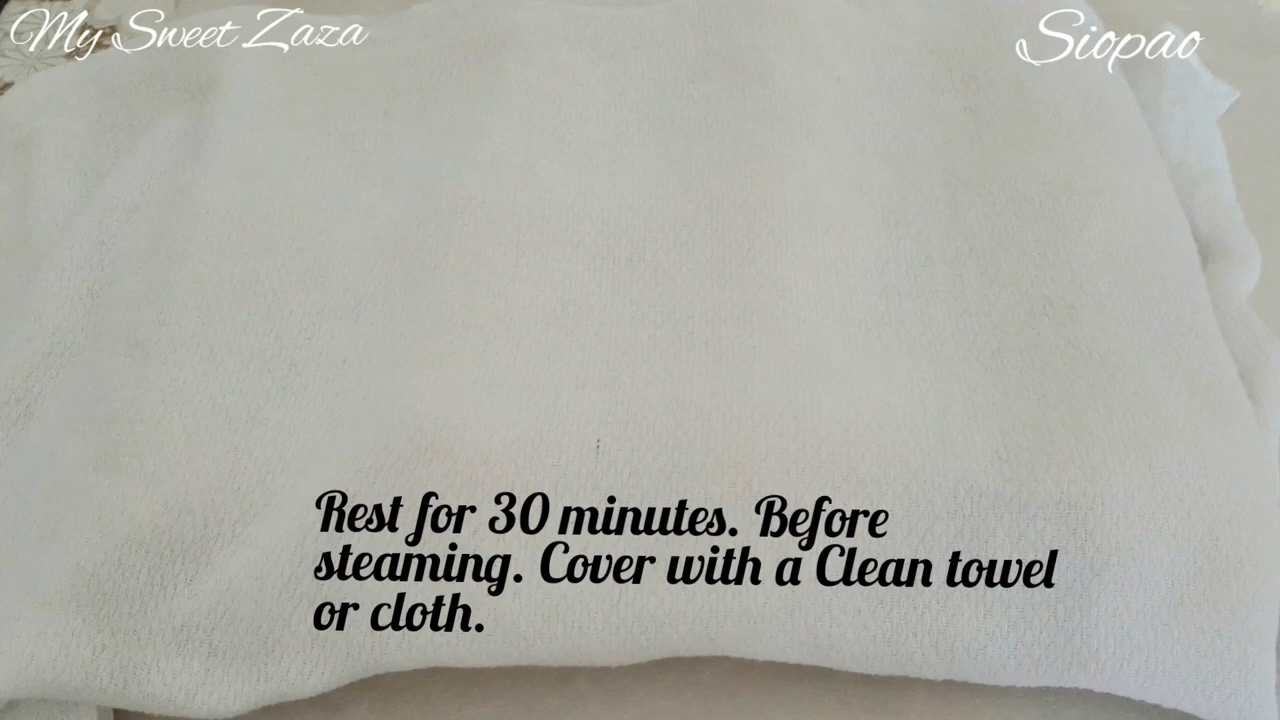 My Sweet Zaza
Siopao
Rest for 30 minutes. Before
steaming. Cover with a Clean towel
or cloth.